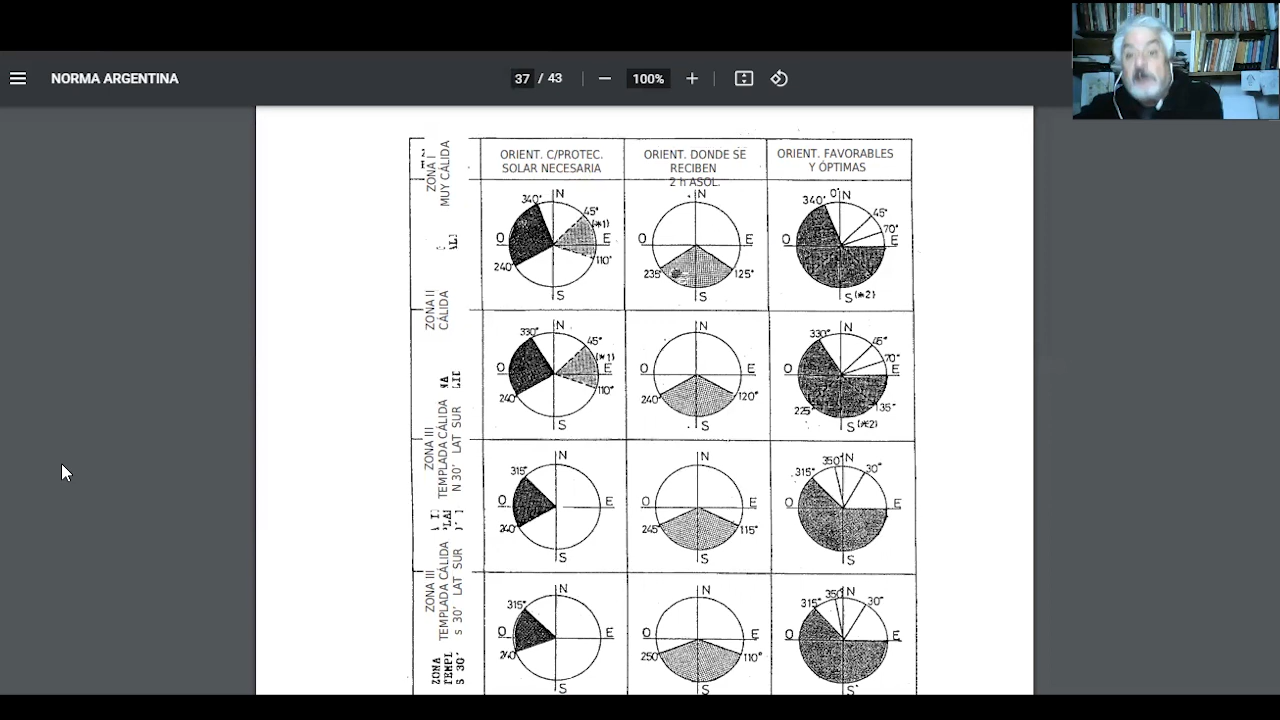 NORMA ARGENTINA
37 / 43
100%
ZONA I
MUY CÁLIDA
ORIENT. C/PROTEC.
SOLAR NECESARIA
ORIENT. DONDE SE
RECIBEN
2 h ASOL.
ORIENT. FAVORABLES
Y ÓPTIMAS
340° N 45° (*1)
O E
240° 110°
S
N
O E
235 125°
S
340° 0° N 45°
70°
O E
S (*2)
ZONA II
CÁLIDA
330° N 45° (*1)
O E
240° 110°
S
N
O E
240° 120°
S
330° N 45°
70°
O E
225° 135°
S (*2)
ZONA III
TEMPLADA CÁLIDA
N 30° LAT SUR
315° N
O E
240°
S
N
O E
245° 115°
S
315° 350° N 30°
O E
S
ZONA III
TEMPLADA CÁLIDA
s 30° LAT SUR
315° N
O E
240°
S
N
O E
250 110°
S
315° 350 N 30°
O E
S
ZONA
TEMPL
S 30°